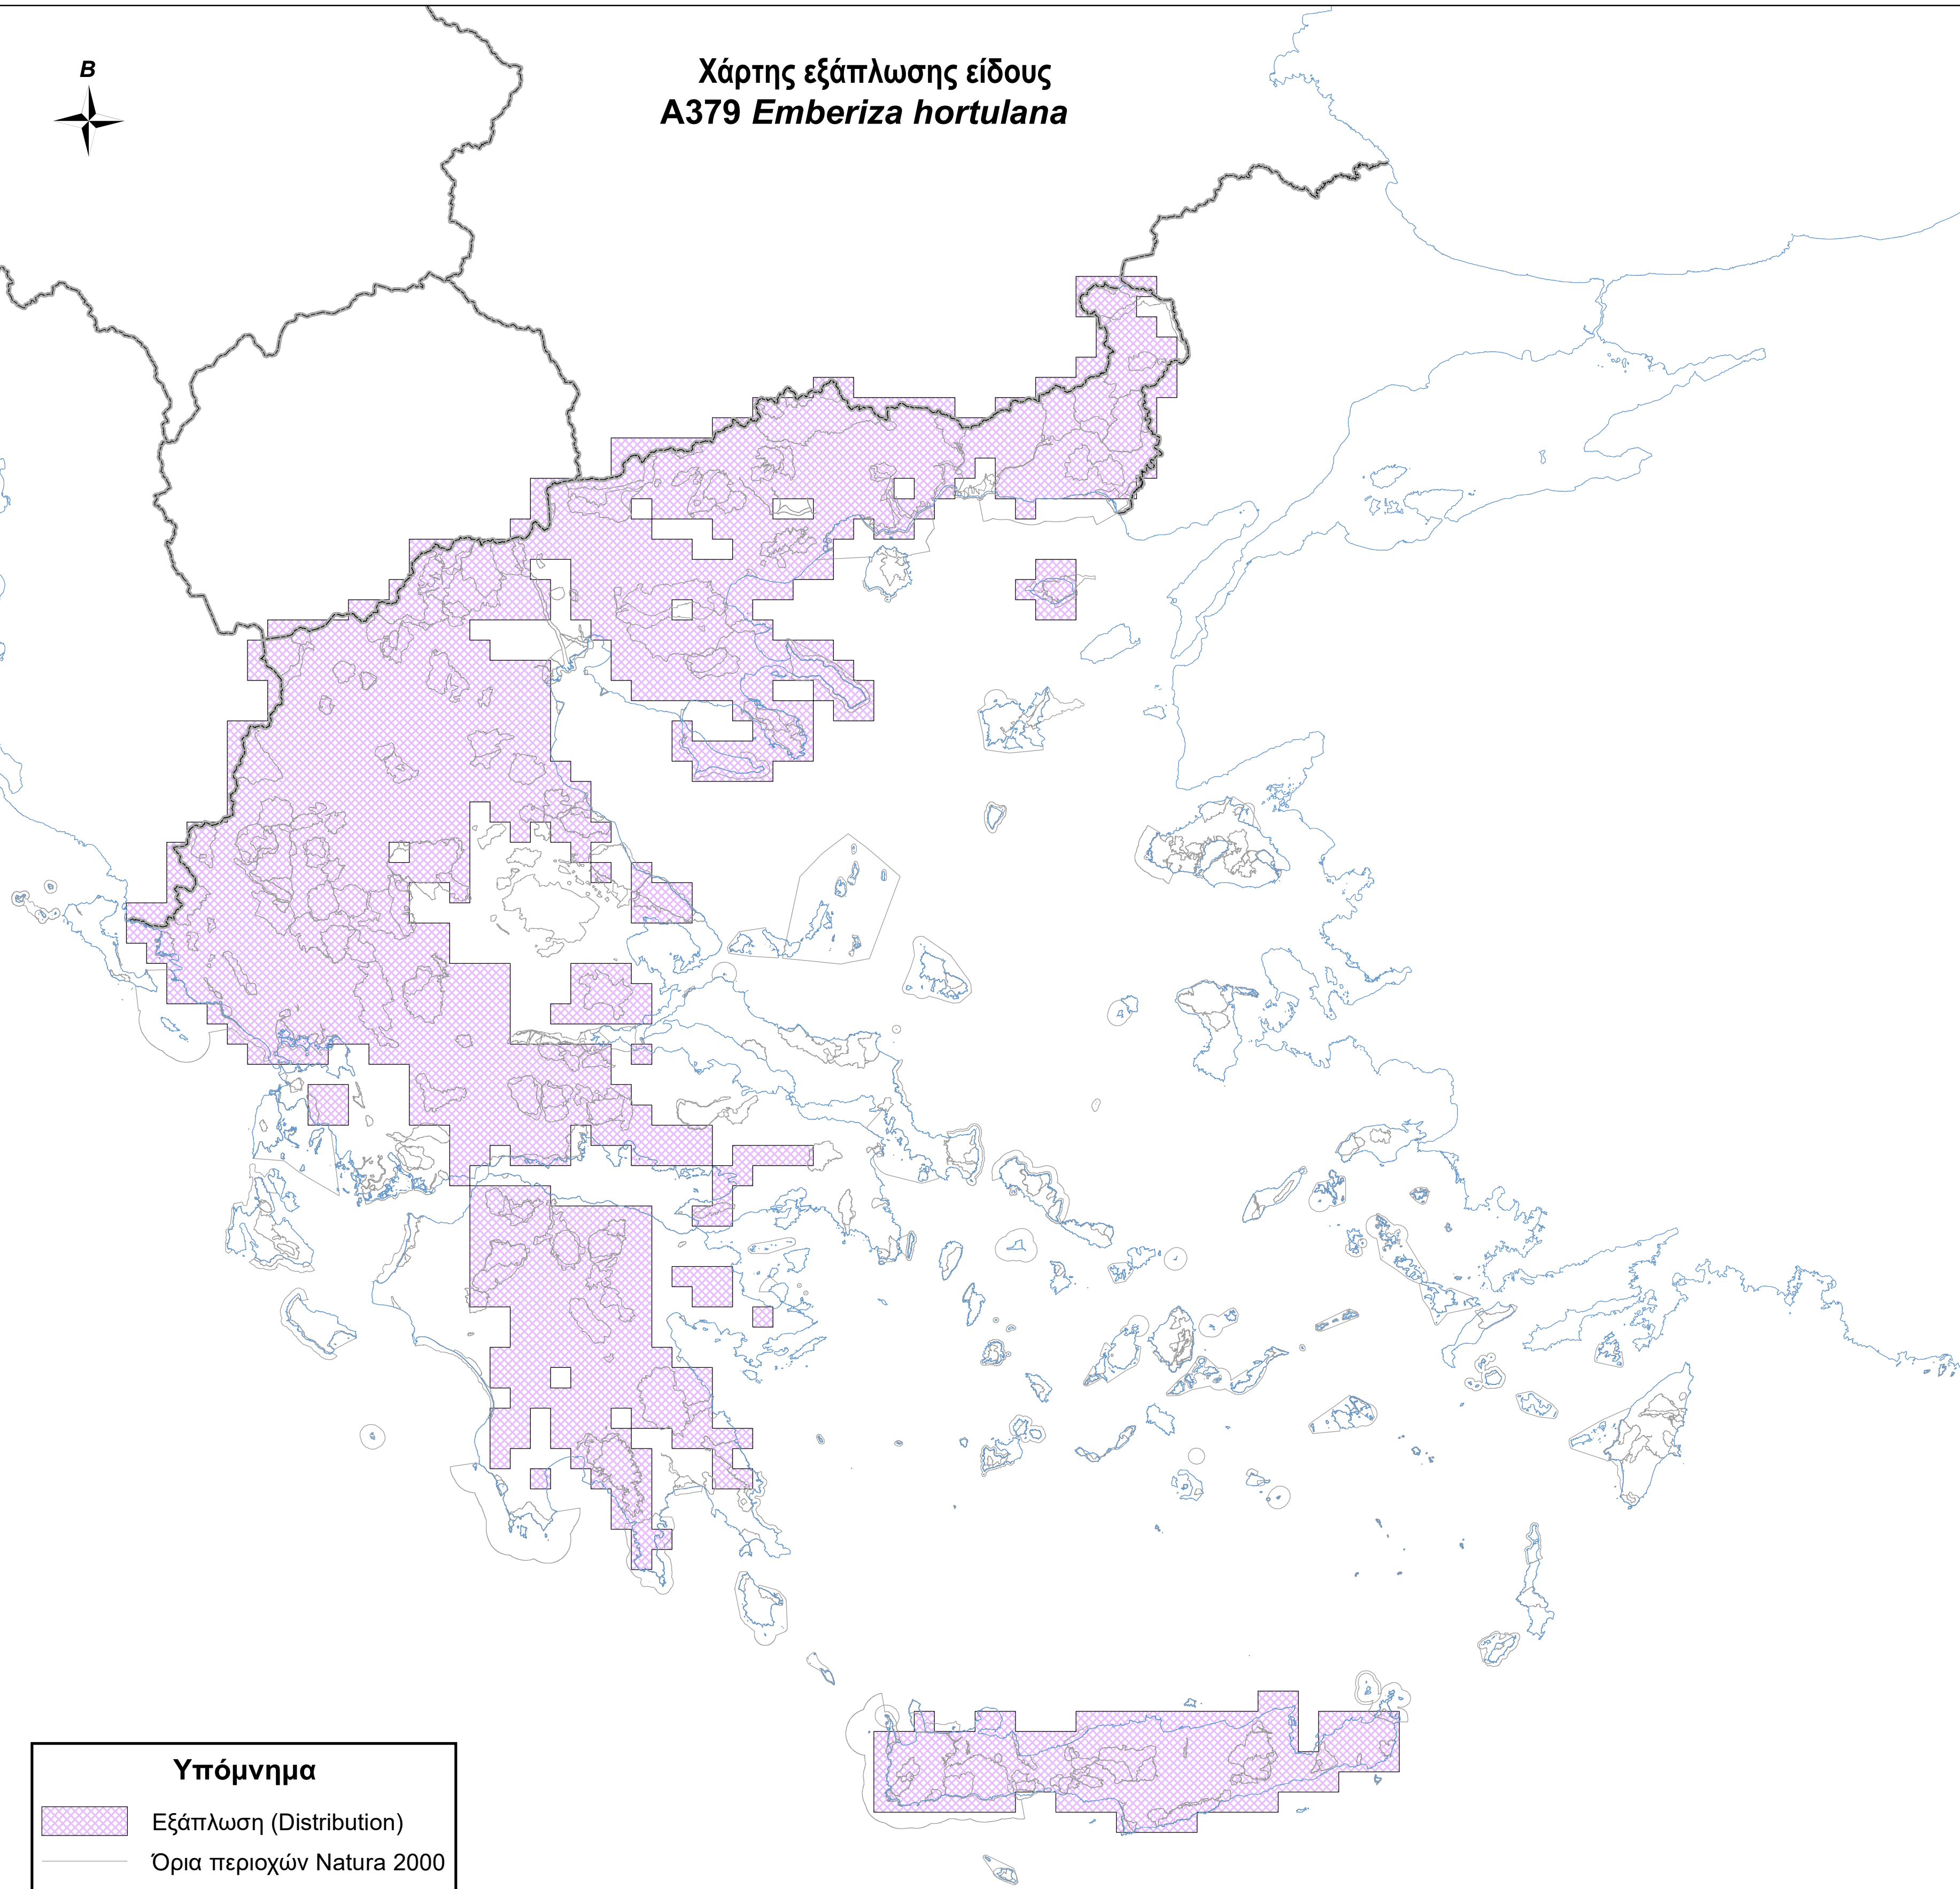 B
Χάρτης εξάπλωσης είδους
A379 Emberiza hortulana
Υπόμνημα
Εξάπλωση (Distribution)
Όρια περιοχών Natura 2000